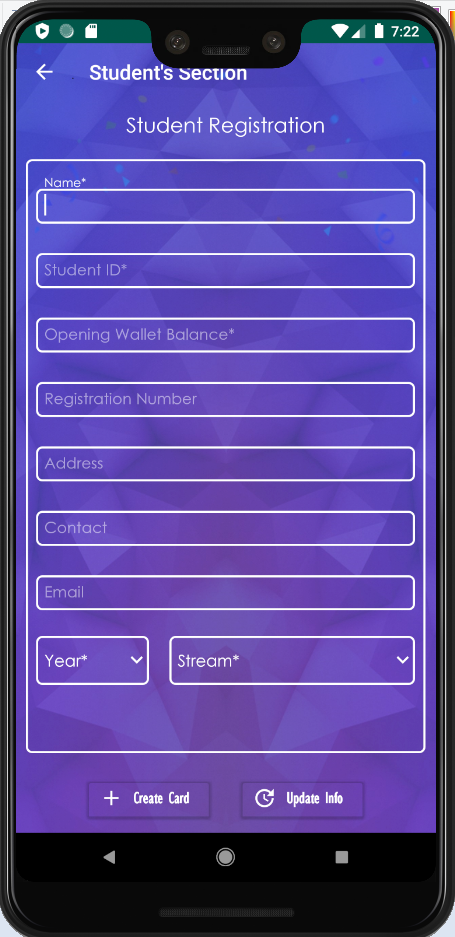 7:22
Student's Section
Student Registration
Name*
Student ID*
Opening Wallet Balance*
Registration Number
Address
Contact
Email
Year* Stream*
Create Card Update Info